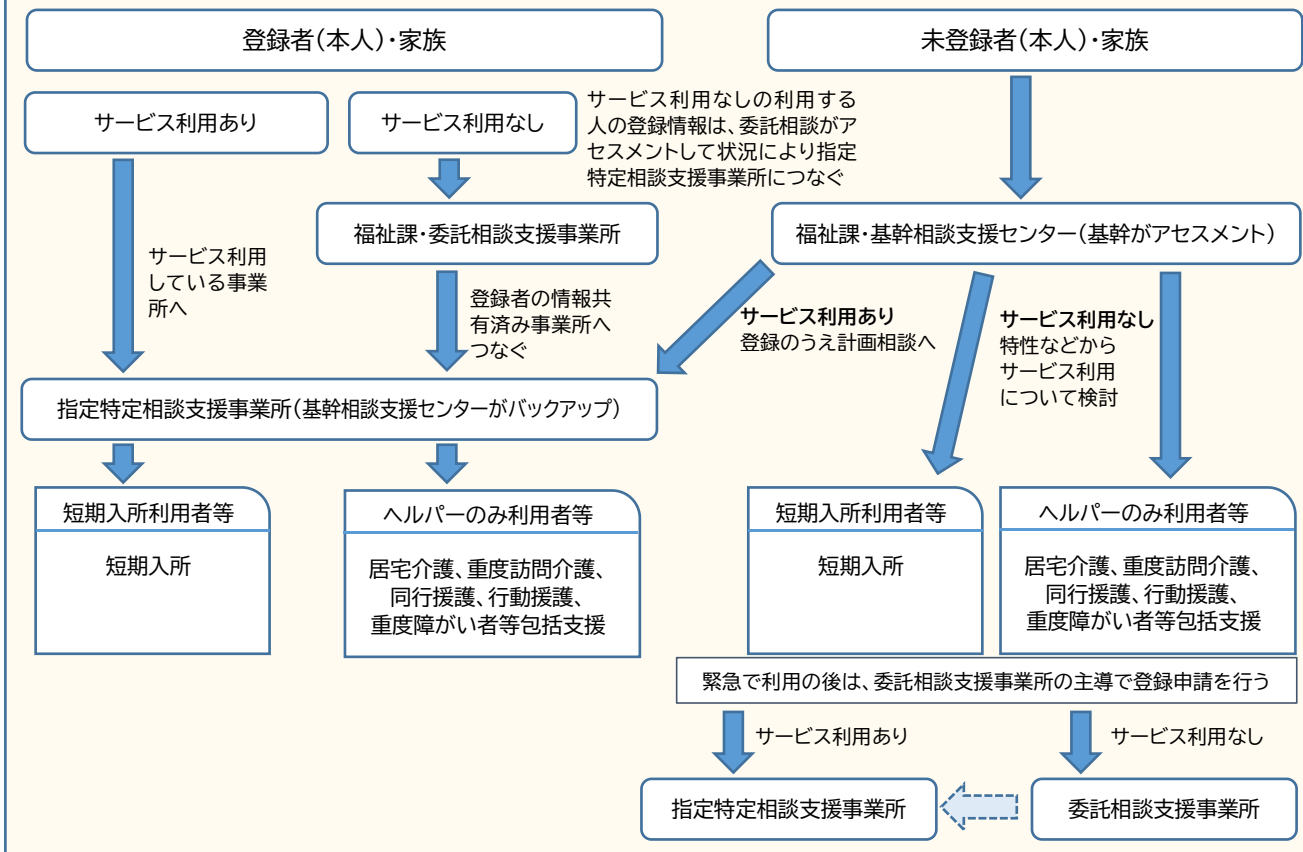 登録者(本人)・家族
未登録者(本人)・家族
サービス利用あり
サービス利用なし
サービス利用なしの利用する
人の登録情報は、委託相談がア
セスメントして状況により指定
特定相談支援事業所につなぐ
福祉課・委託相談支援事業所
福祉課・基幹相談支援センター(基幹がアセスメント)
サービス利用
している事業
所へ
登録者の情報共
有済み事業所へ
つなぐ
サービス利用あり
登録のうえ計画相談へ
サービス利用なし
特性などから
サービス利用
について検討
指定特定相談支援事業所(基幹相談支援センターがバックアップ)
短期入所利用者等
短期入所
ヘルパーのみ利用者等
居宅介護、重度訪問介護、
同行援護、行動援護、
重度障がい者等包括支援
短期入所利用者等
短期入所
ヘルパーのみ利用者等
居宅介護、重度訪問介護、
同行援護、行動援護、
重度障がい者等包括支援
緊急で利用の後は、委託相談支援事業所の主導で登録申請を行う
サービス利用あり
サービス利用なし
指定特定相談支援事業所
委託相談支援事業所